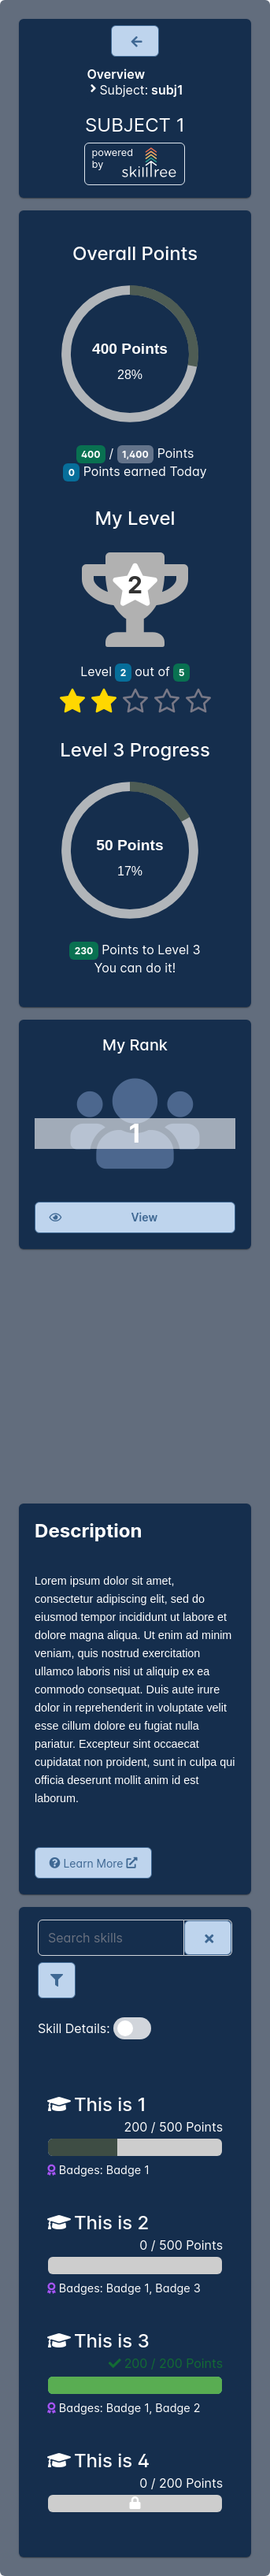 Overview
Subject: subj1
SUBJECT 1
powered
by
skilltree
Overall Points
400 Points
28%
400 / 1,400 Points
0 Points earned Today
My Level
2
Level 2 out of 5
Level 3 Progress
50 Points
17%
230 Points to Level 3
You can do it!
My Rank
1
View
Description
Lorem ipsum dolor sit amet,
consectetur adipiscing elit, sed do
eiusmod tempor incididunt ut labore et
dolore magna aliqua. Ut enim ad minim
veniam, quis nostrud exercitation
ullamco laboris nisi ut aliquip ex ea
commodo consequat. Duis aute irure
dolor in reprehenderit in voluptate velit
esse cillum dolore eu fugiat nulla
pariatur. Excepteur sint occaecat
cupidatat non proident, sunt in culpa qui
officia deserunt mollit anim id est
laborum.
Learn More
Search skills
Skill Details:
This is 1
200 / 500 Points
Badges: Badge 1
This is 2
0 / 500 Points
Badges: Badge 1, Badge 3
This is 3
200 / 200 Points
Badges: Badge 1, Badge 2
This is 4
0 / 200 Points